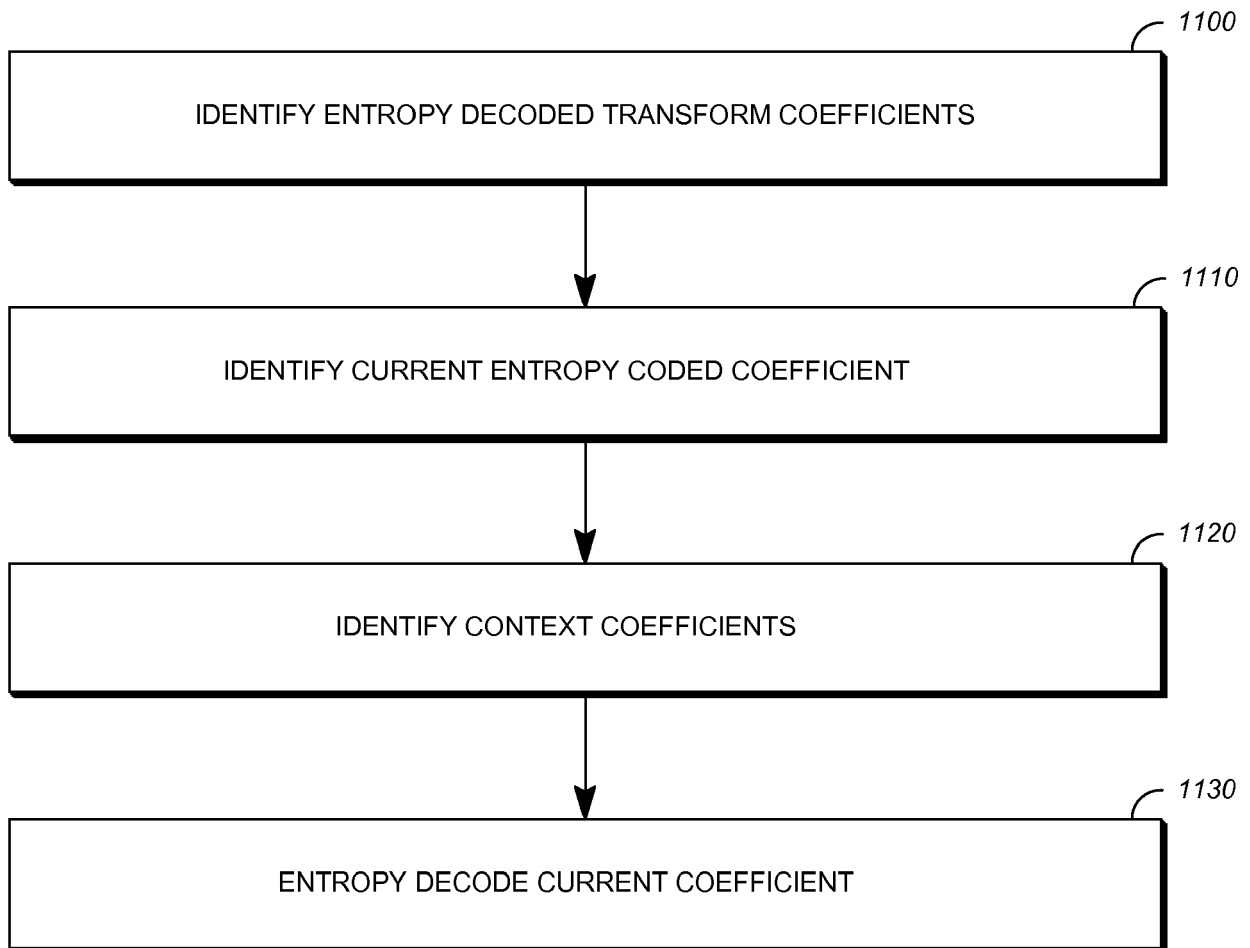 1100
IDENTIFY ENTROPY DECODED TRANSFORM COEFFICIENTS
1110
IDENTIFY CURRENT ENTROPY CODED COEFFICIENT
1120
IDENTIFY CONTEXT COEFFICIENTS
1130
ENTROPY DECODE CURRENT COEFFICIENT